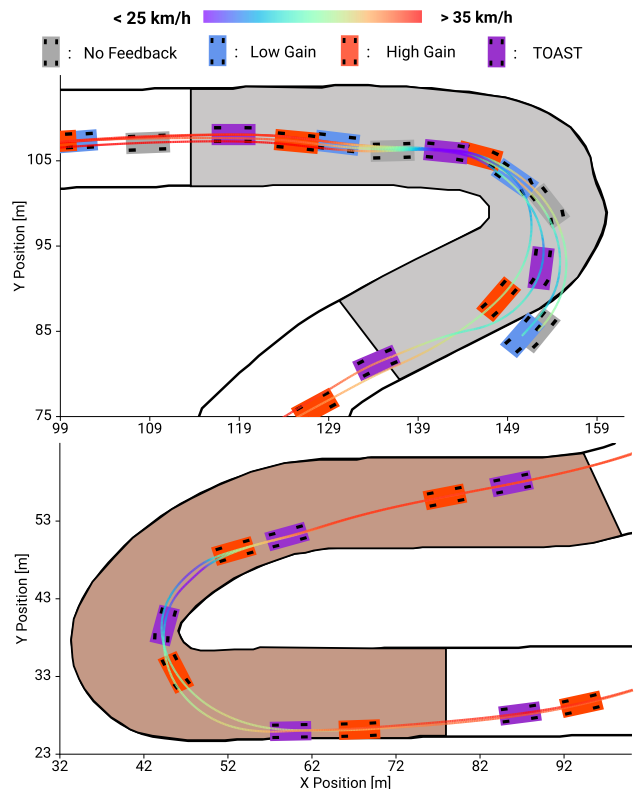 < 25 km/h > 35 km/h
: No Feedback : Low Gain : High Gain : TOAST
Y Position [m]
105
95
85
75
99 109 119 129 139 149 159
Y Position [m]
53
43
33
23
32 42 52 62 72 82 92
X Position [m]